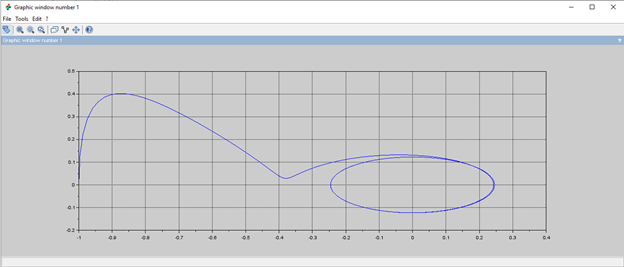 Graphic window number 1
File Tools Edit ?
Graphic window number 1
0.5
0.4
0.3
0.2
0.1
0
-0.1
-0.2
-1 -0.9 -0.8 -0.7 -0.6 -0.5 -0.4 -0.3 -0.2 -0.1 0 0.1 0.2 0.3 0.4